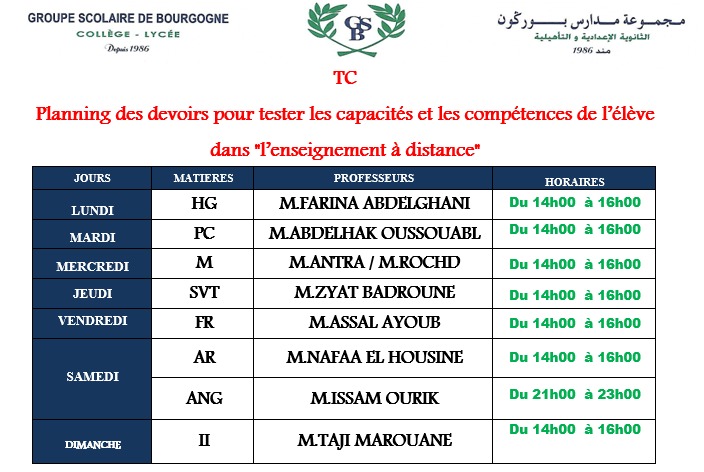 GROUPE SCOLAIRE DE BOURGOGNE
COLLÈGE - LYCÉE
Depuis 1986
GSB
مجموعة مدارس بوركون
الثانوية الإعدادية و التأهيلية
منذ 1986
TC
Planning des devoirs pour tester les capacités et les compétences de l'élève
dans "l'enseignement à distance"
JOURS MATIERES PROFESSEURS HORAIRES
LUNDI HG M.FARINA ABDELGHANI Du 14h00 à 16h00
MARDI PC M.ABDELHAK OUSSOUABL Du 14h00 à 16h00
MERCREDI M M.ANTRA / M.ROCHD Du 14h00 à 16h00
JEUDI SVT M.ZYAT BADROUNE Du 14h00 à 16h00
VENDREDI FR M.ASSAL AYOUB Du 14h00 à 16h00
SAMEDI AR M.NAFAA EL HOUSINE Du 14h00 à 16h00
ANG M.ISSAM OURIK Du 21h00 à 23h00
DIMANCHE II M.TAJI MAROUANE Du 14h00 à 16h00